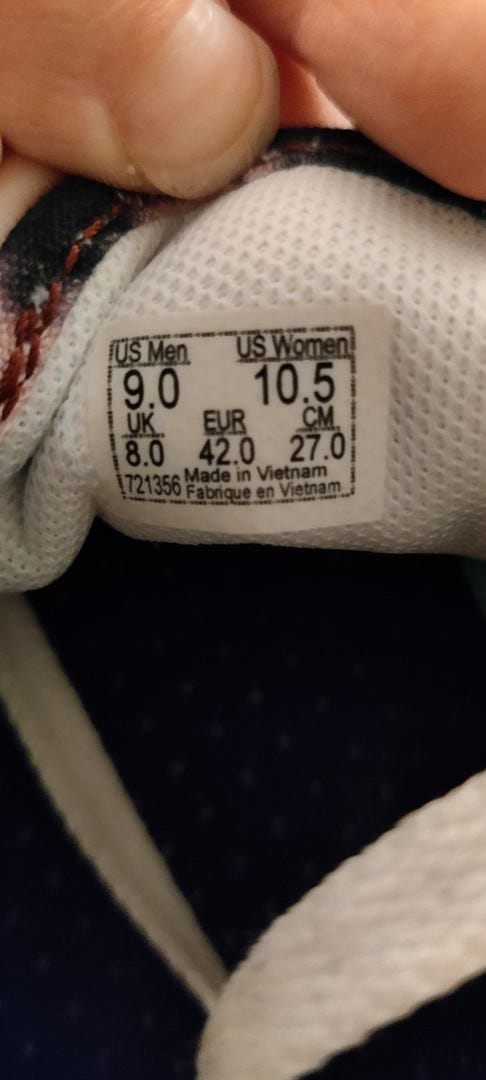 US Men US Women
9.0 10.5
UK EUR CM
8.0 42.0 27.0
721356 Made in Vietnam
Fabrique en Vietnam